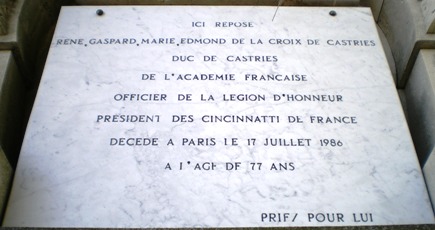 ICI REPOSE
RENE.GASPARD.MARIE.EDMOND DE LA CROIX DE CASTRIES
DUC DE CASTRIES
DE L'ACADEMIE FRANCAISE
OFFICIER DE LA LEGION D'HONNEUR
PRESIDENT DES CINCINNATTI DE FRANCE
DECEDE A PARIS LE 17 JUILLET 1986
A L'AGE DE 77 ANS
PRIEZ POUR LUI